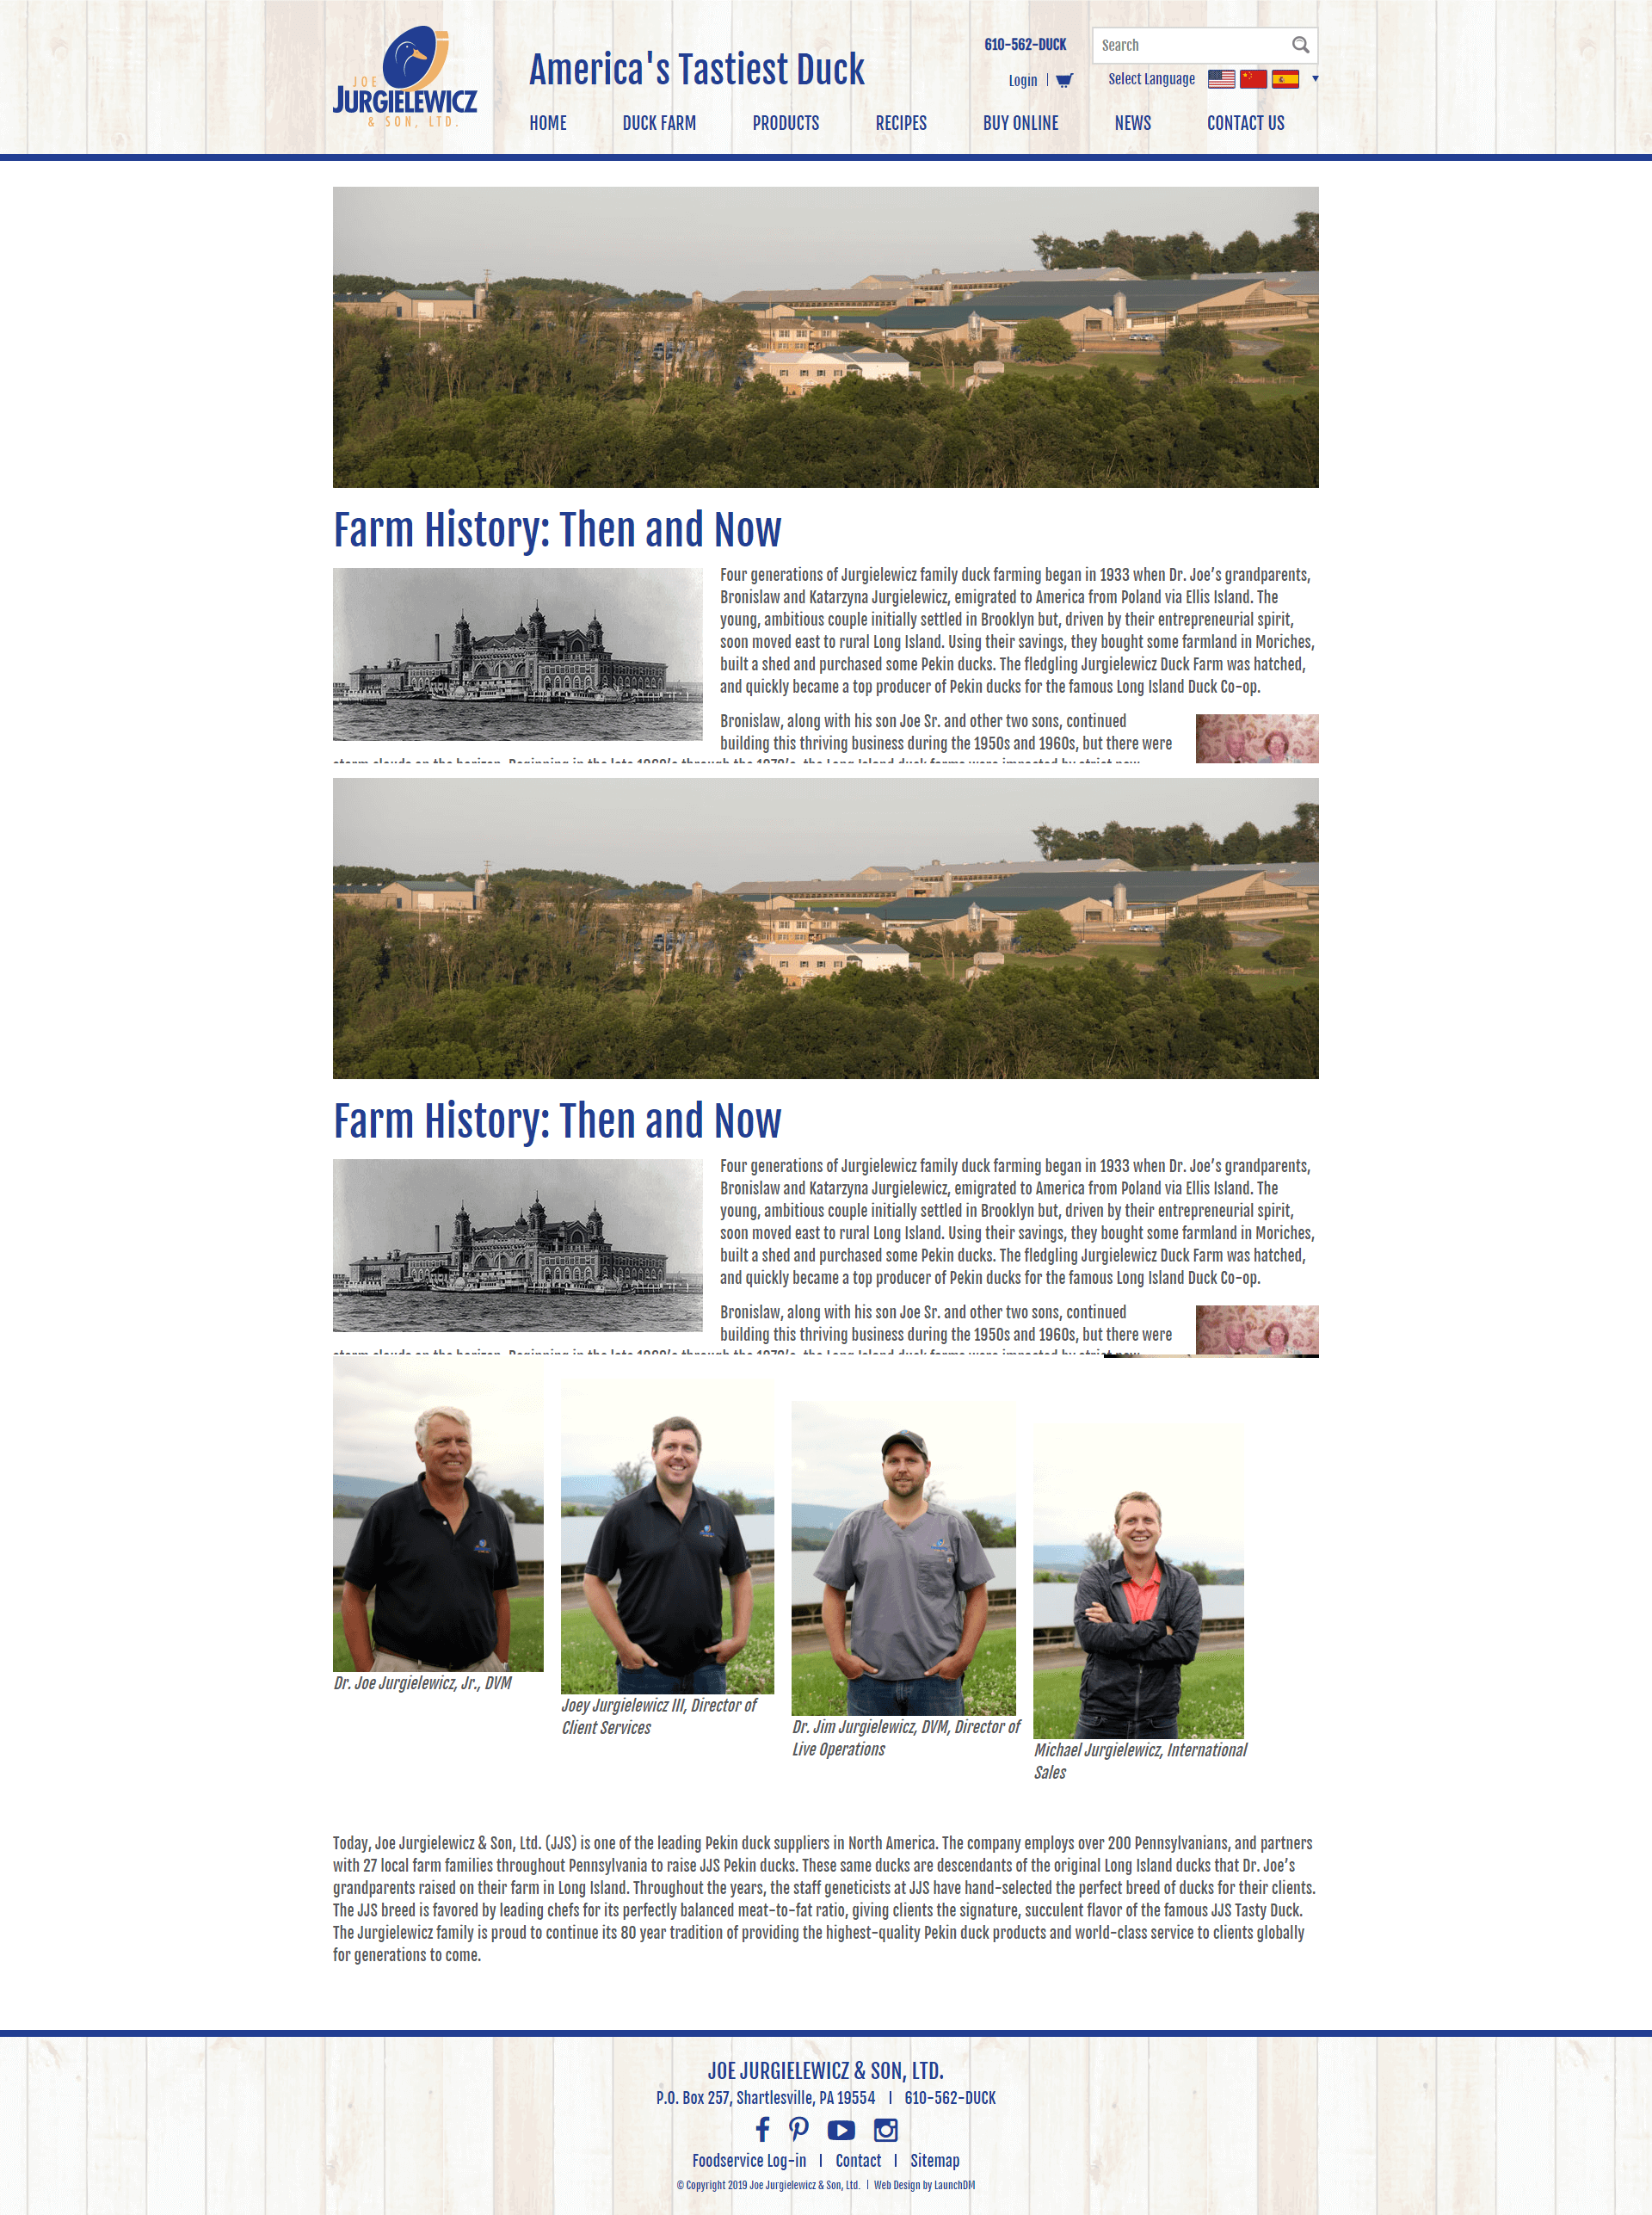 JOE
JURGIELEWICZ
& SON, LTD.
America's Tastiest Duck
610-562-DUCK
Search
Login |
Select Language
HOME DUCK FARM PRODUCTS RECIPES BUY ONLINE NEWS CONTACT US
Farm History: Then and Now
Four generations of Jurgielewicz family duck farming began in 1933 when Dr. Joe’s grandparents,
Bronislaw and Katarzyna Jurgielewicz, emigrated to America from Poland via Ellis Island. The
young, ambitious couple initially settled in Brooklyn but, driven by their entrepreneurial spirit,
soon moved east to rural Long Island. Using their savings, they bought some farmland in Moriches,
built a shed and purchased some Pekin ducks. The fledgling Jurgielewicz Duck Farm was hatched,
and quickly became a top producer of Pekin ducks for the famous Long Island Duck Co-op.
Bronislaw, along with his son Joe Sr. and other two sons, continued
building this thriving business during the 1950s and 1960s, but there were
Farm History: Then and Now
Four generations of Jurgielewicz family duck farming began in 1933 when Dr. Joe’s grandparents,
Bronislaw and Katarzyna Jurgielewicz, emigrated to America from Poland via Ellis Island. The
young, ambitious couple initially settled in Brooklyn but, driven by their entrepreneurial spirit,
soon moved east to rural Long Island. Using their savings, they bought some farmland in Moriches,
built a shed and purchased some Pekin ducks. The fledgling Jurgielewicz Duck Farm was hatched,
and quickly became a top producer of Pekin ducks for the famous Long Island Duck Co-op.
Bronislaw, along with his son Joe Sr. and other two sons, continued
building this thriving business during the 1950s and 1960s, but there were
Dr. Joe Jurgielewicz, Jr., DVM
Joey Jurgielewicz III, Director of
Client Services
Dr. Jim Jurgielewicz, DVM, Director of
Live Operations
Michael Jurgielewicz, International
Sales
Today, Joe Jurgielewicz & Son, Ltd. (JJS) is one of the leading Pekin duck suppliers in North America. The company employs over 200 Pennsylvanians, and partners
with 27 local farm families throughout Pennsylvania to raise JJS Pekin ducks. These same ducks are descendants of the original Long Island ducks that Dr. Joe’s
grandparents raised on their farm in Long Island. Throughout the years, the staff geneticists at JJS have hand-selected the perfect breed of ducks for their clients.
The JJS breed is favored by leading chefs for its perfectly balanced meat-to-fat ratio, giving clients the signature, succulent flavor of the famous JJS Tasty Duck.
The Jurgielewicz family is proud to continue its 80 year tradition of providing the highest-quality Pekin duck products and world-class service to clients globally
for generations to come.
JOE JURGIELEWICZ & SON, LTD.
P.O. Box 257, Shartlesville, PA 19554 | 610-562-DUCK
Foodservice Log-in | Contact | Sitemap
© Copyright 2019 Joe Jurgielewicz & Son, Ltd. | Web Design by LaunchDM